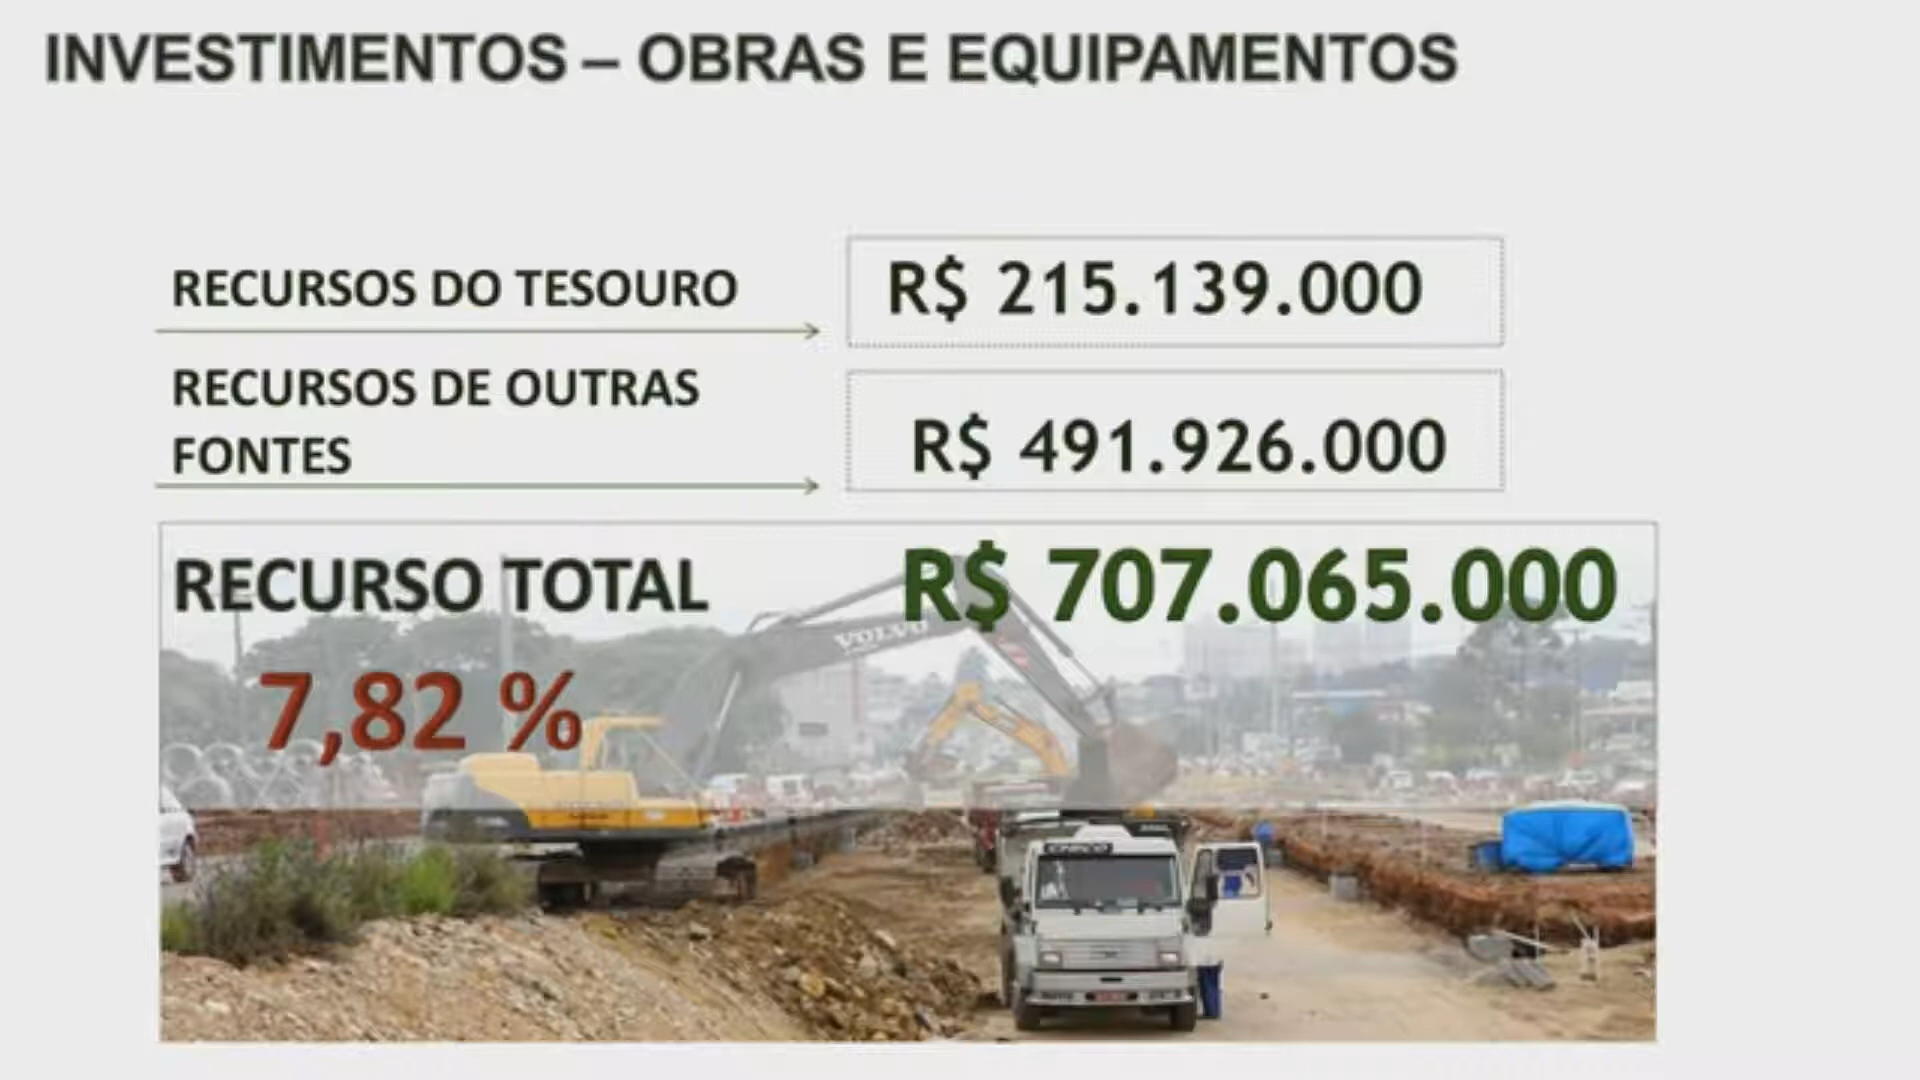 INVESTIMENTOS – OBRAS E EQUIPAMENTOS
RECURSOS DO TESOURO
R$ 215.139.000
RECURSOS DE OUTRAS
FONTES
R$ 491.926.000
RECURSO TOTAL
R$ 707.065.000
VOLVO
7,82 %